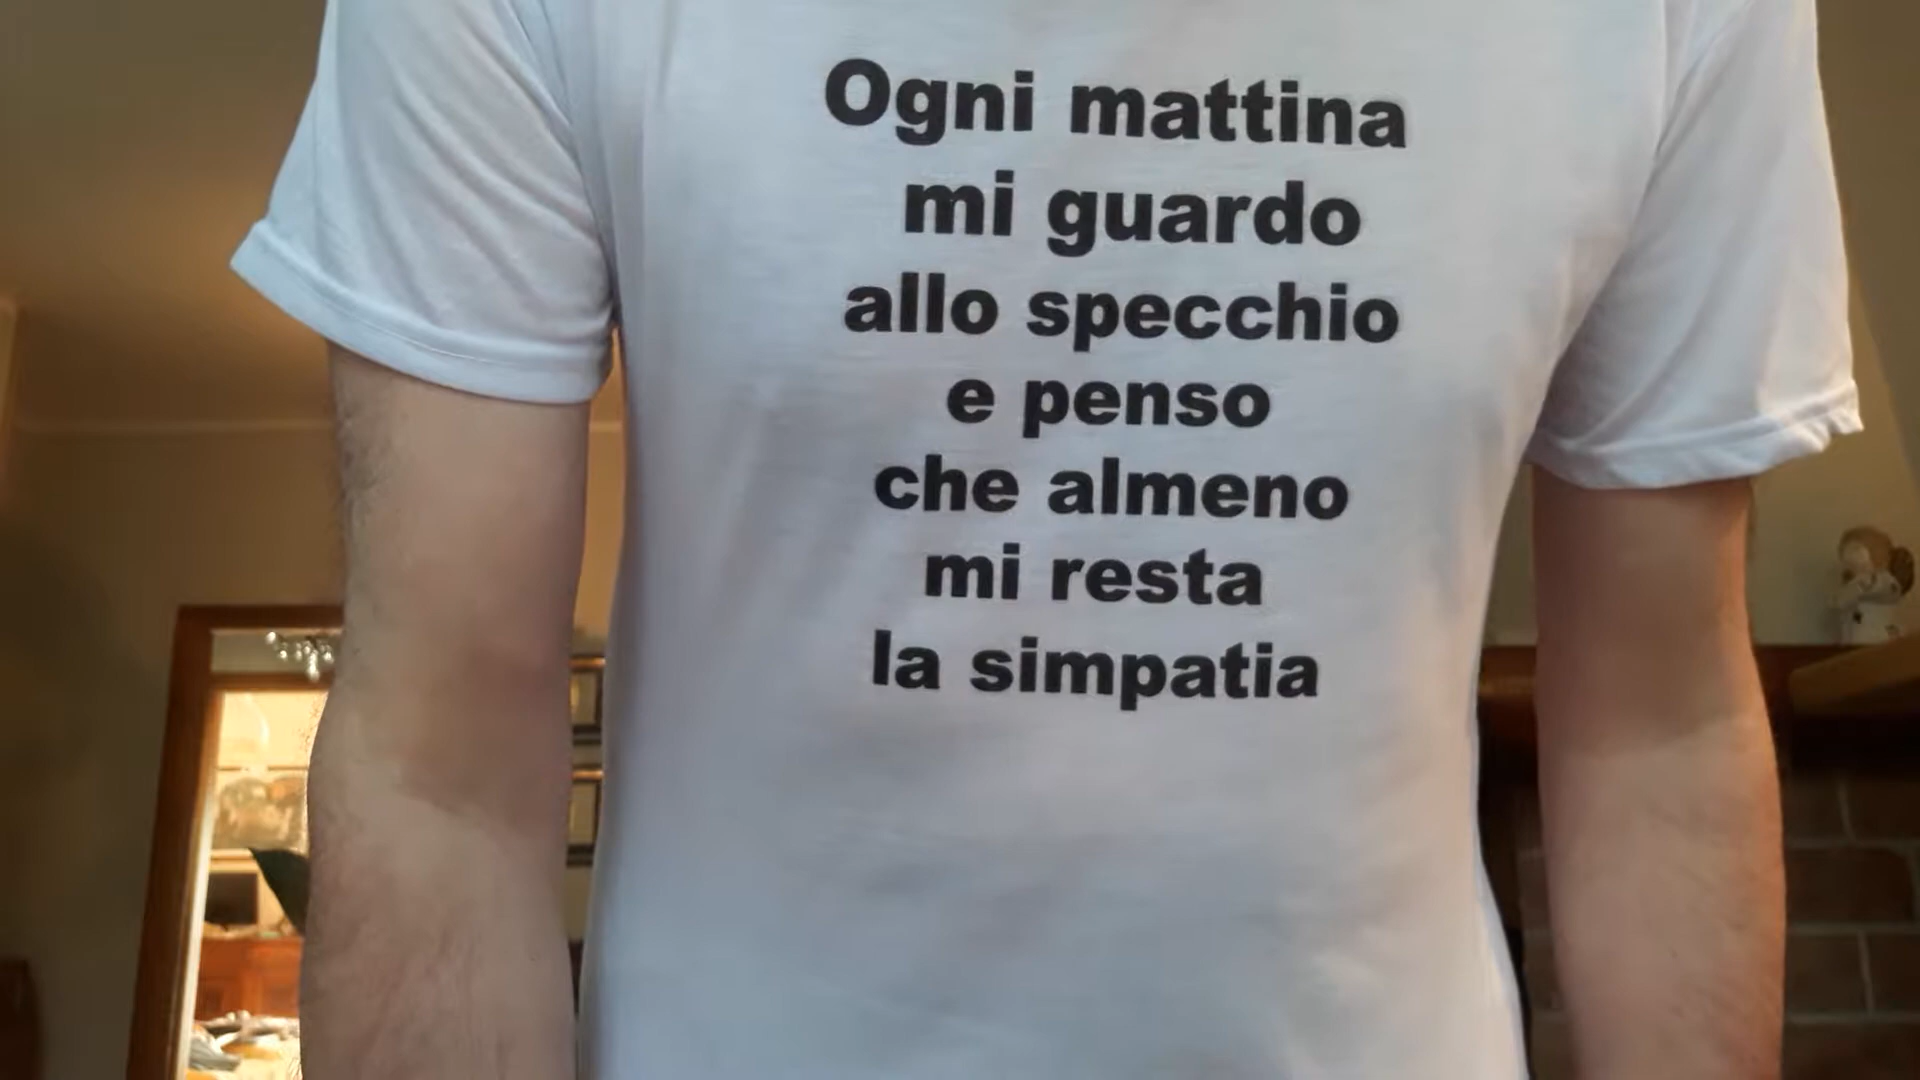 Ogni mattina
mi guardo
allo specchio
e penso
che almeno
mi resta
la simpatia